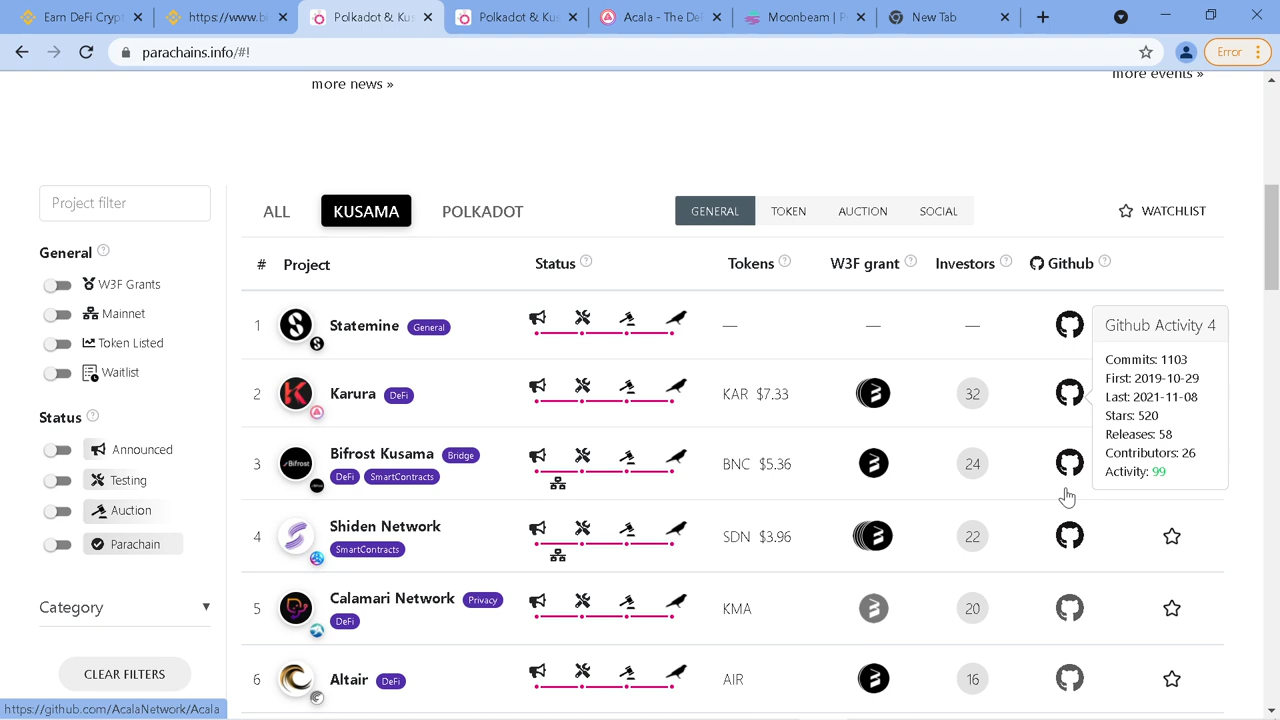 Earn DeFi Crypt
https://www.bi
Polkadot & Kus
Polkadot & Kus
Acala - The De
Moonbeam | P
New Tab
parachains.info/#!
Error
more news »
more events »
Project filter
ALL
KUSAMA
POLKADOT
GENERAL
TOKEN
AUCTION
SOCIAL
WATCHLIST
General
W3F Grants
Mainnet
Token Listed
Waitlist
Status
Announced
Testing
Auction
Parachain
Category
CLEAR FILTERS
# Project Status Tokens W3F grant Investors Github
1 Statemine General — — —
2 Karura DeFi KAR $7.33 32
3 Bifrost Kusama Bridge BNC $5.36 24
DeFi SmartContracts
4 Shiden Network SDN $3.96 22
SmartContracts
5 Calamari Network Privacy KMA 20
DeFi
6 Altair DeFi AIR 16
Github Activity 4
Commits: 1103
First: 2019-10-29
Last: 2021-11-08
Stars: 520
Releases: 58
Contributors: 26
Activity: 99
https://github.com/AcalaNetwork/Acala